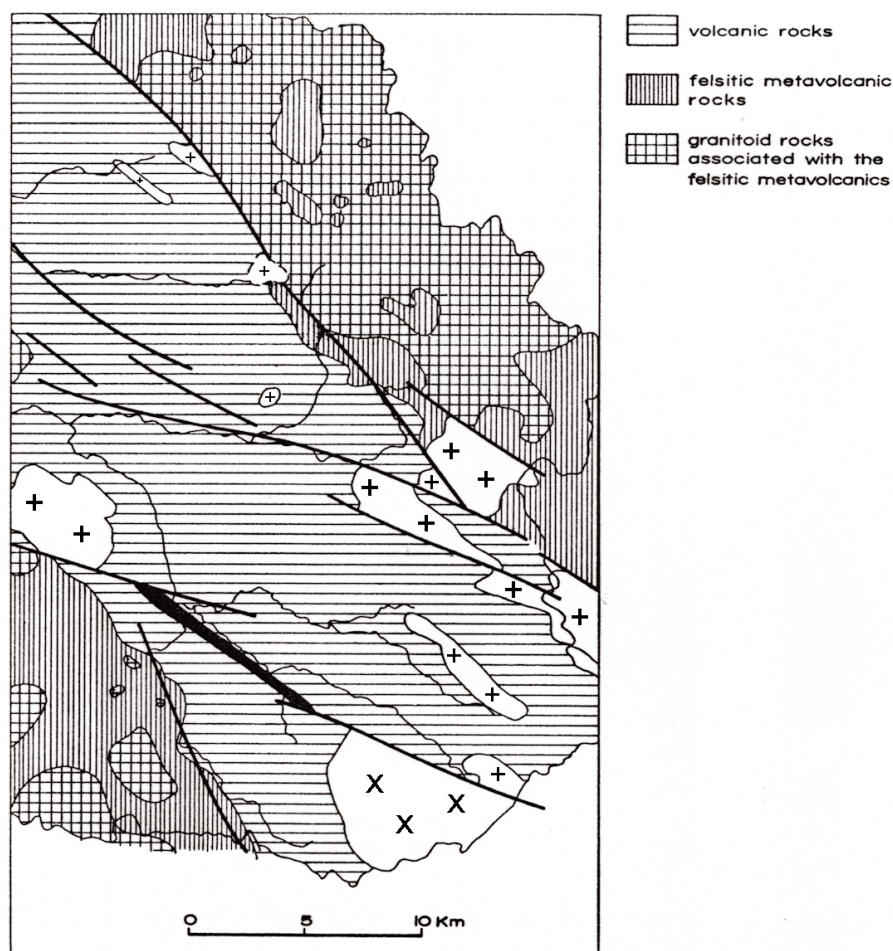 volcanic rocks
felsitic metavolcanic
rocks
granitoid rocks
associated with the
felsitic metavolcanics
0 5 10 Km